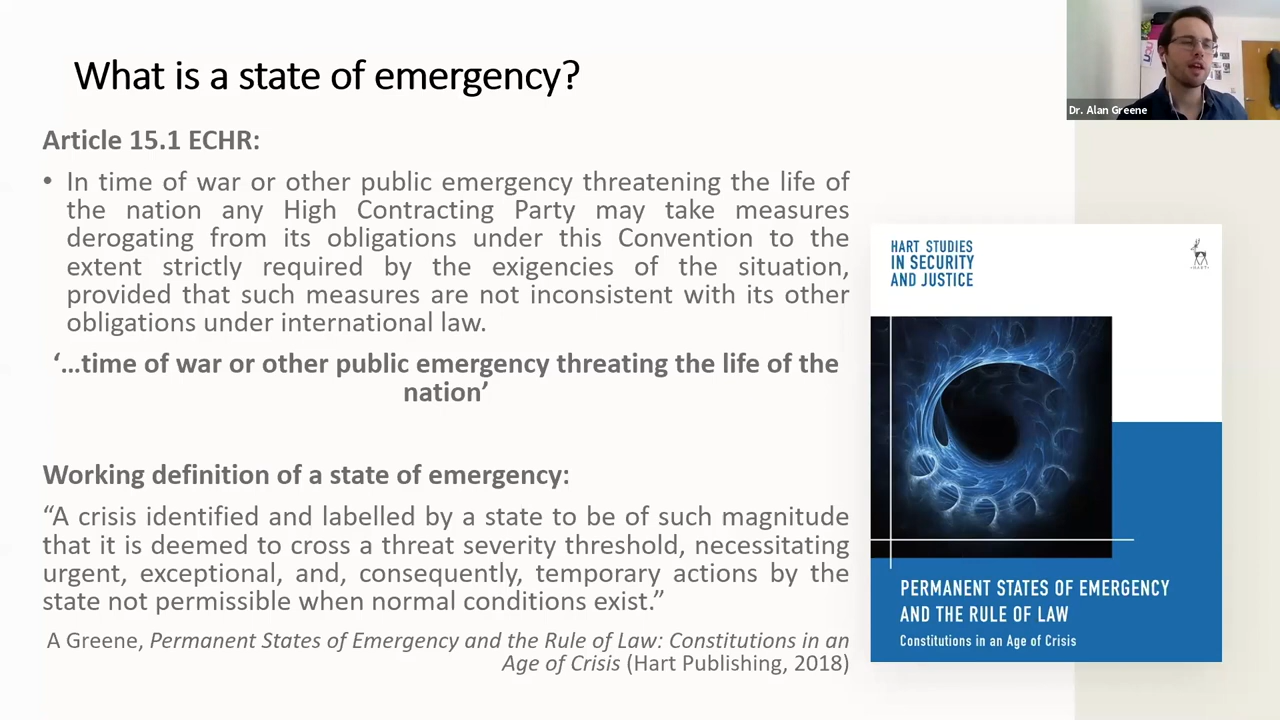 What is a state of emergency?
Dr. Alan Greene
Article 15.1 ECHR:
• In time of war or other public emergency threatening the life of
the nation any High Contracting Party may take measures
derogating from its obligations under this Convention to the
extent strictly required by the exigencies of the situation,
provided that such measures are not inconsistent with its other
obligations under international law.
‘…time of war or other public emergency threating the life of the
nation’
Working definition of a state of emergency:
“A crisis identified and labelled by a state to be of such magnitude
that it is deemed to cross a threat severity threshold, necessitating
urgent, exceptional, and, consequently, temporary actions by the
state not permissible when normal conditions exist.”
A Greene, Permanent States of Emergency and the Rule of Law: Constitutions in an
Age of Crisis (Hart Publishing, 2018)
HART STUDIES
IN SECURITY
AND JUSTICE
•HART•
PERMANENT STATES OF EMERGENCY
AND THE RULE OF LAW
Constitutions in an Age of Crisis